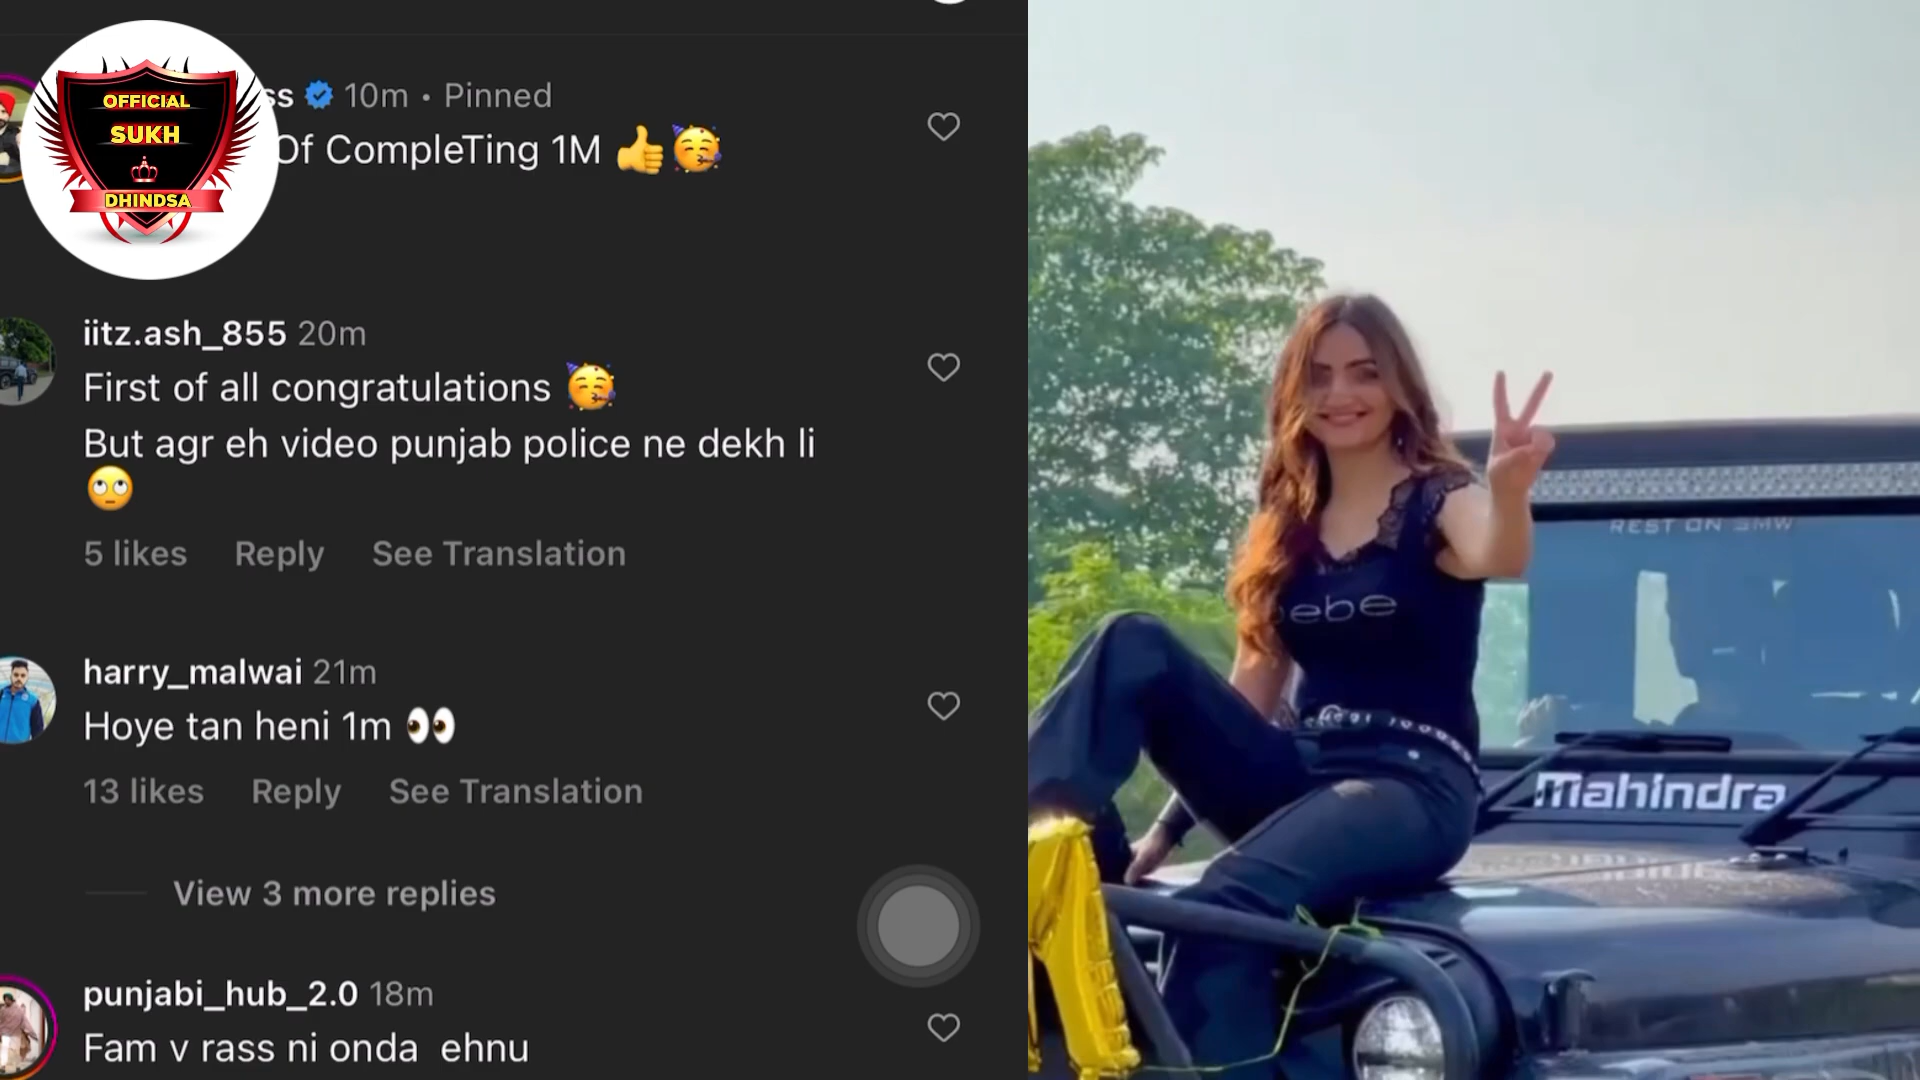 OFFICIAL
SUKH
DHINDSA
ss 10m • Pinned
Of CompleTing 1M 👍🥳
iitz.ash_855 20m
First of all congratulations 🥳
But agr eh video punjab police ne dekh li
🙄
5 likes Reply See Translation
harry_malwai 21m
Hoye tan heni 1m 👀
13 likes Reply See Translation
View 3 more replies
punjabi_hub_2.0 18m
Fam v rass ni onda ehnu
REST ON BMW
bebe
mahindra